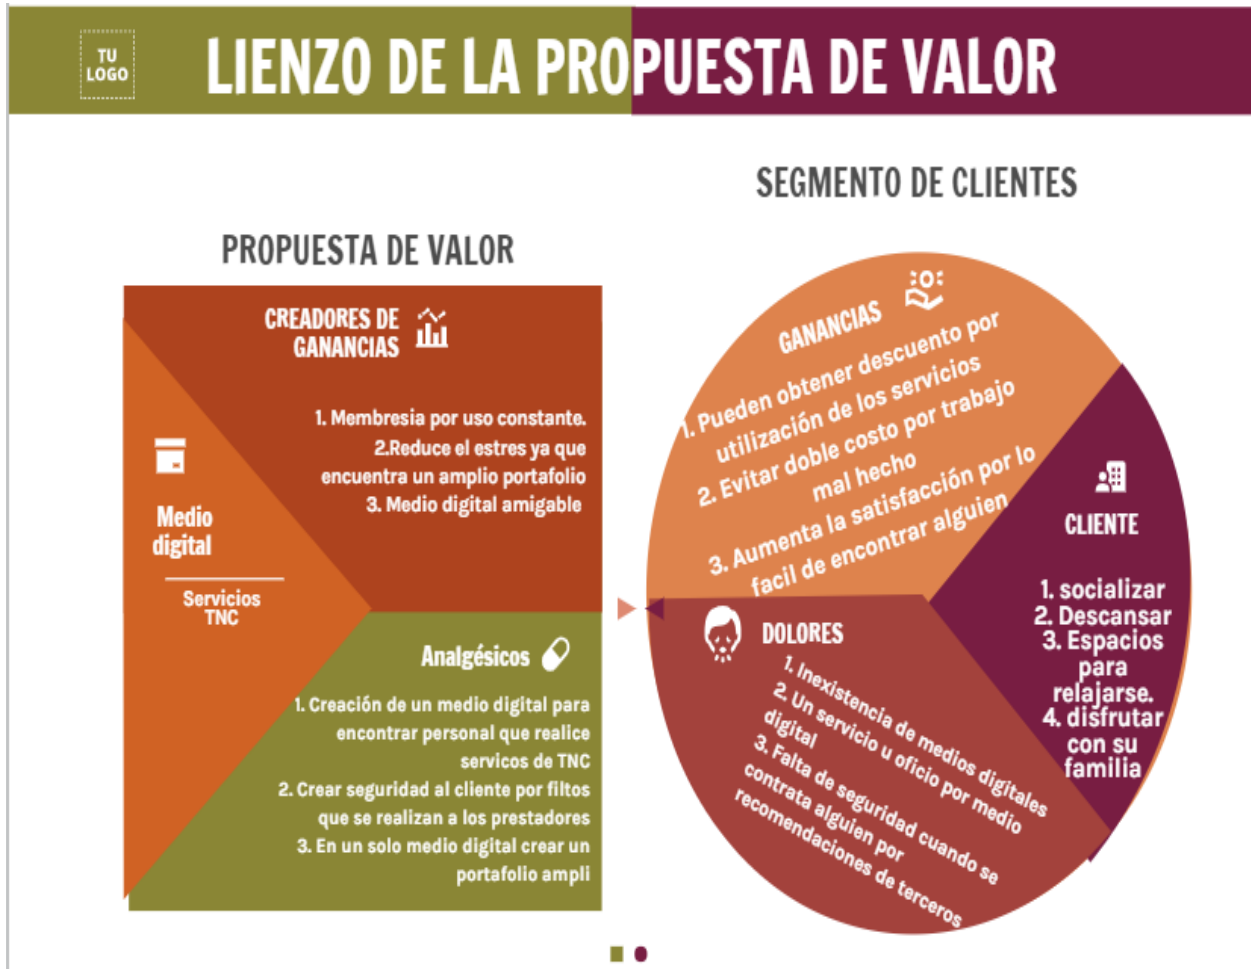 TU
LOGO
LIENZO DE LA PROPUESTA DE VALOR
SEGMENTO DE CLIENTES
PROPUESTA DE VALOR
CREADORES DE
GANANCIAS
1. Membresia por uso constante.
2.Reduce el estres ya que
encuentra un amplio portafolio
3. Medio digital amigable
Medio
digital
Servicios
TNC
Analgésicos
1. Creación de un medio digital para
encontrar personal que realice
servicos de TNC
2. Crear seguridad al cliente por filtos
que se realizan a los prestadores
3. En un solo medio digital crear un
portafolio ampli
GANANCIAS
1. Pueden obtener descuento por
utilización de los servicios
2. Evitar doble costo por trabajo
mal hecho
3. Aumenta la satisfacción por lo
facil de encontrar alguien
CLIENTE
1. socializar
2. Descansar
3. Espacios
para
relajarse.
4. disfrutar
con su
familia
DOLORES
1. Inexistencia de medios digitales
2. Un servicio u oficio por medio
digital
3. Falta de seguridad cuando se
contrata alguien por
recomendaciones de terceros